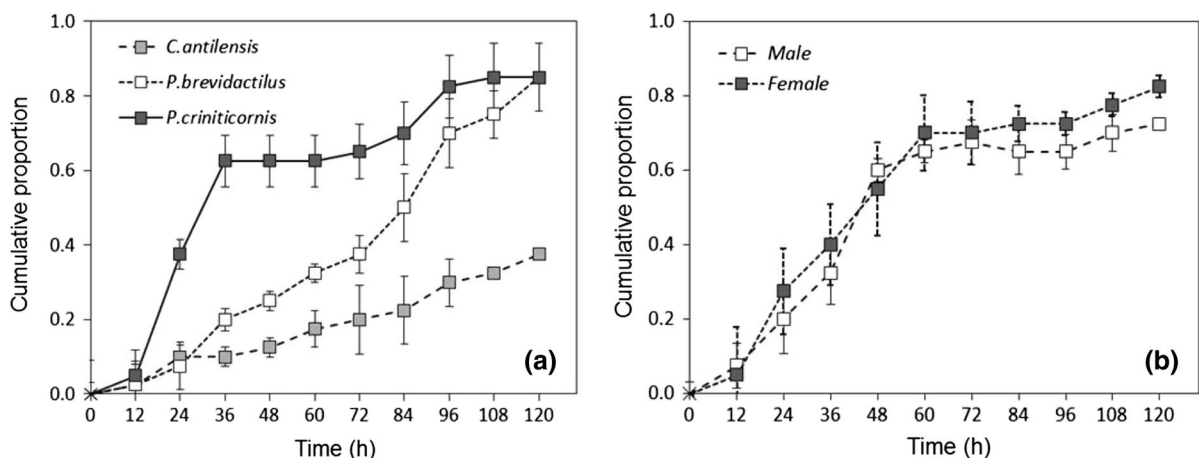 1.0
0.8
0.6
0.4
0.2
0.0
Cumulative proportion
C.antilensis
P.brevidactilus
P.criniticornis
(a)
0 12 24 36 48 60 72 84 96 108 120
Time (h)
1.0
0.8
0.6
0.4
0.2
0.0
Cumulative proportion
Male
Female
(b)
0 12 24 36 48 60 72 84 96 108 120
Time (h)